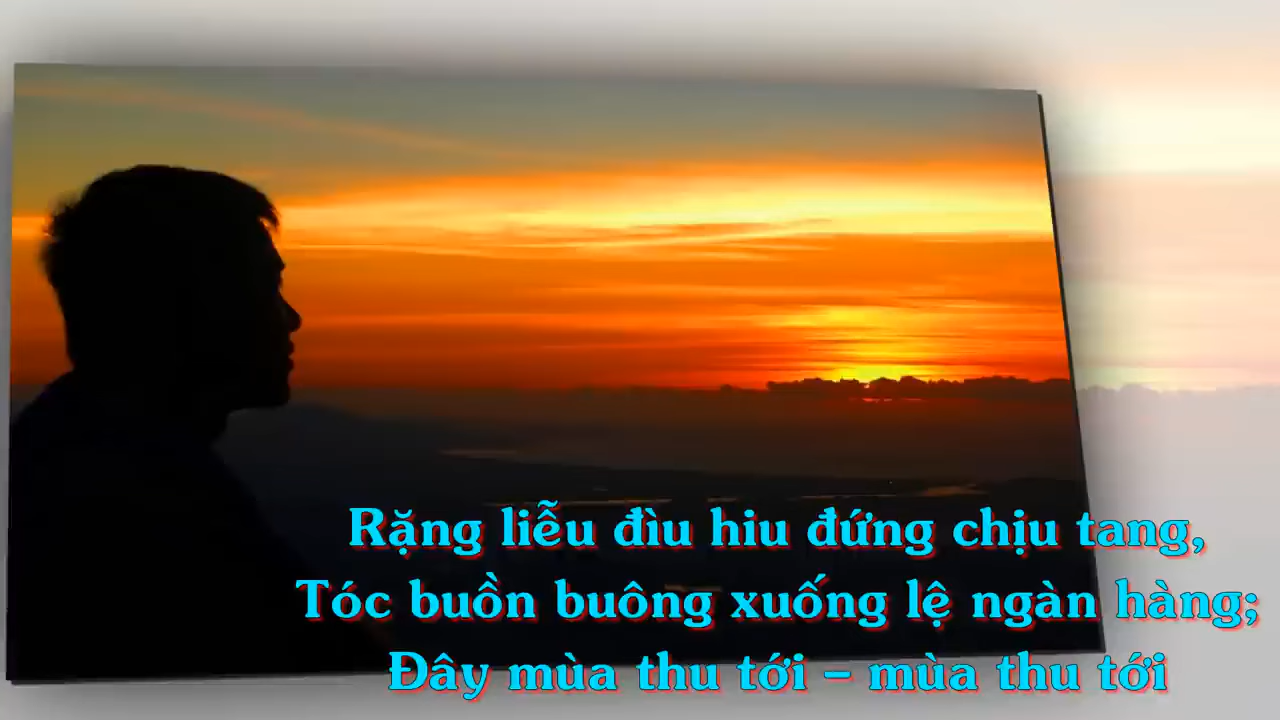 Rặng liễu đìu hiu đứng chịu tang,
Tóc buồn buông xuống lệ ngàn hàng;
Đây mùa thu tới – mùa thu tới